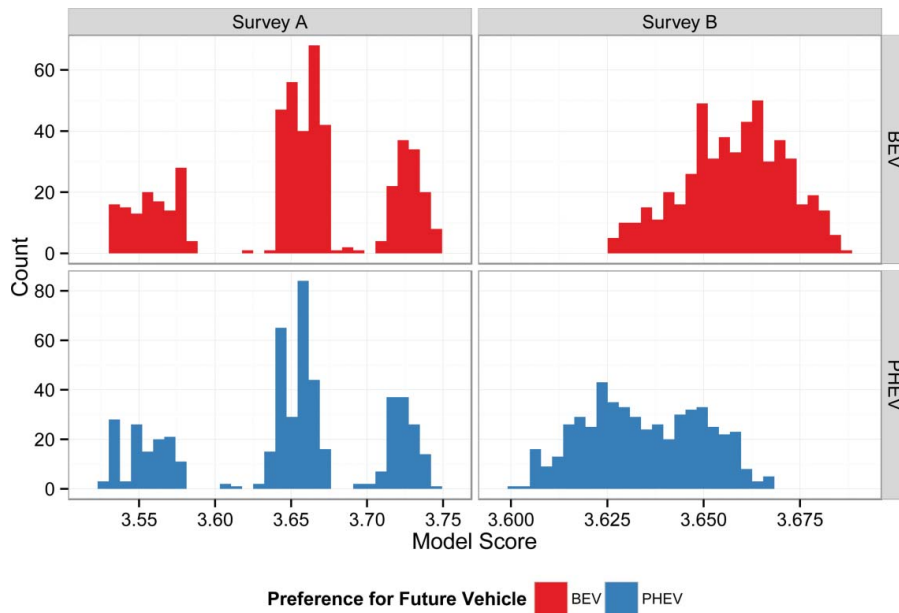 Survey A Survey B
60
40
20
0
BEV
Count
80
60
40
20
0
PHEV
3.55 3.60 3.65 3.70 3.75 3.600 3.625 3.650 3.675
Model Score
Preference for Future Vehicle BEV PHEV